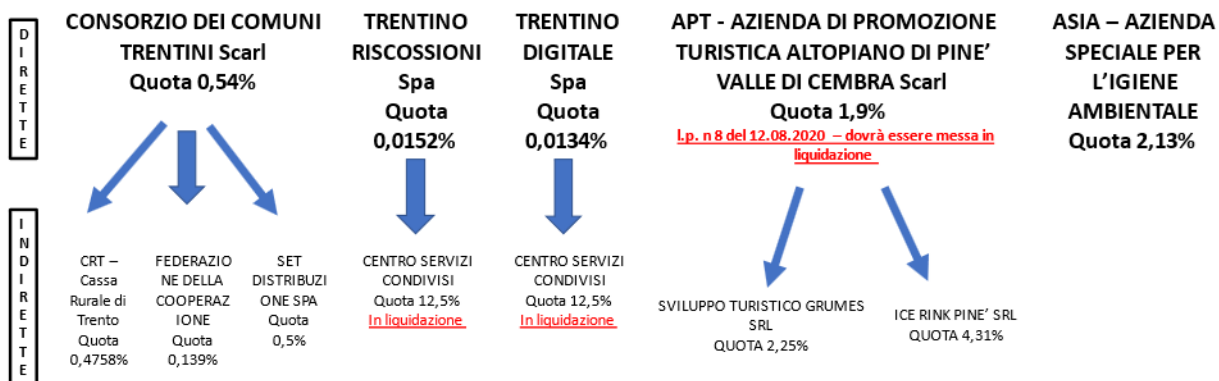 DIRETTE
CONSORZIO DEI COMUNI
TRENTINI Scarl
Quota 0,54%
TRENTINO
RISCOSSIONI
Spa
Quota
0,0152%
TRENTINO
DIGITALE
Spa
Quota
0,0134%
APT - AZIENDA DI PROMOZIONE
TURISTICA ALTOPIANO DI PINE’
VALLE DI CEMBRA Scarl
Quota 1,9%
l.p. n 8 del 12.08.2020 – dovrà essere messa in
liquidazione
ASIA – AZIENDA
SPECIALE PER
L’IGIENE
AMBIENTALE
Quota 2,13%
INDIRETTE
CRT –
Cassa
Rurale di
Trento
Quota
0,4758%
FEDERAZIO
NE DELLA
COOPERAZ
IONE
Quota
0,139%
SET
DISTRIBUZI
ONE SPA
Quota
0,5%
CENTRO SERVIZI
CONDIVISI
Quota 12,5%
In liquidazione
CENTRO SERVIZI
CONDIVISI
Quota 12,5%
In liquidazione
SVILUPPO TURISTICO GRUMES
SRL
QUOTA 2,25%
ICE RINK PINE’ SRL
QUOTA 4,31%